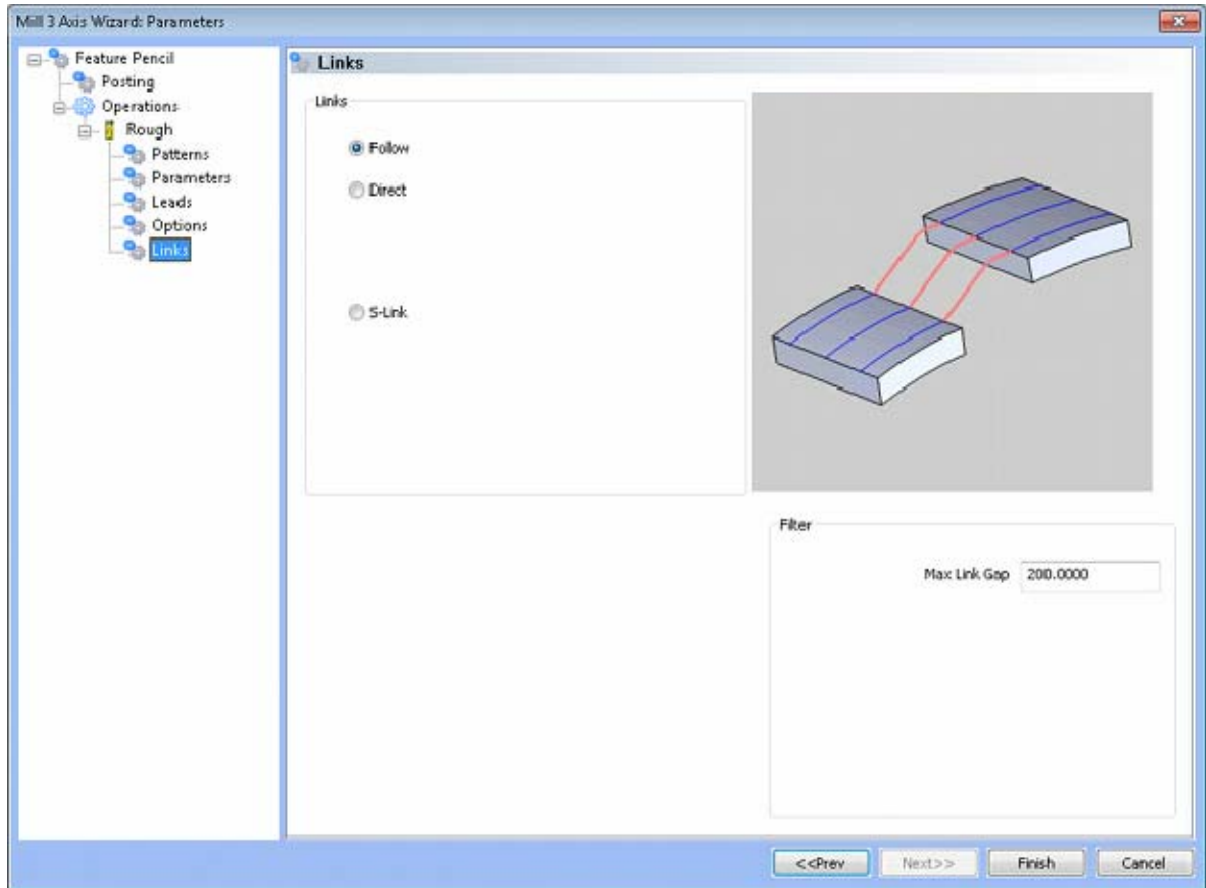 Mill 3 Axis Wizard: Parameters
Feature Pencil
Posting
Operations
Rough
Patterns
Parameters
Leads
Options
Links
Links
Links
Follow
Direct
S-Link
Filter
Max Link Gap 200.0000
<<Prev Next>> Finish Cancel